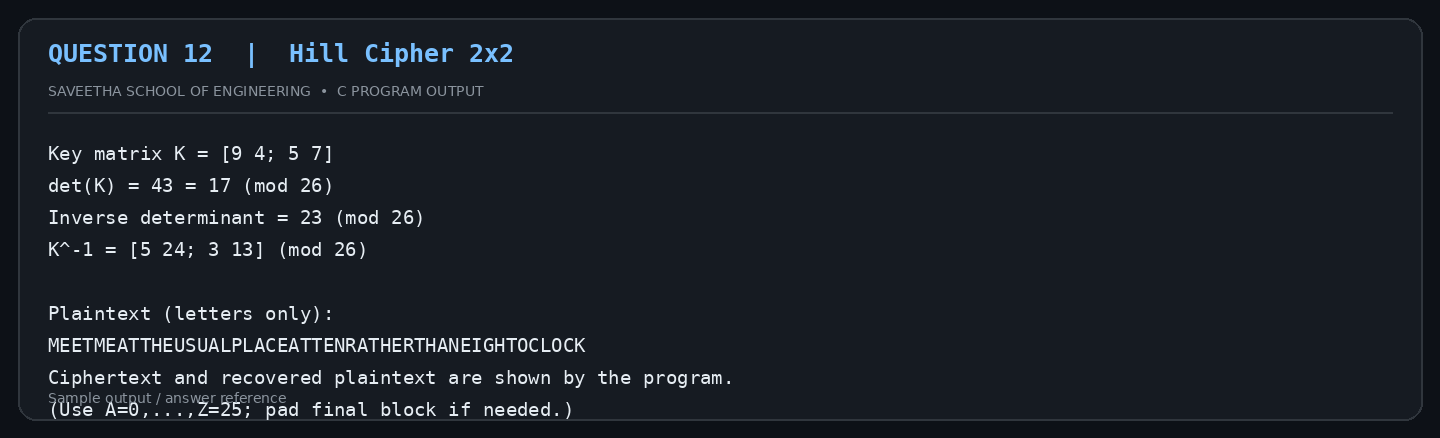 QUESTION 12 | Hill Cipher 2x2
SAVEETHA SCHOOL OF ENGINEERING • C PROGRAM OUTPUT
Key matrix K = [9 4; 5 7]
det(K) = 43 = 17 (mod 26)
Inverse determinant = 23 (mod 26)
K^-1 = [5 24; 3 13] (mod 26)
Plaintext (letters only):
MEETMEATTHEUSUALPLACEATTENRATHERTHANEIGHTOCLOCK
Ciphertext and recovered plaintext are shown by the program.
Sample output / answer reference
(Use A=0,...,Z=25; pad final block if needed.)